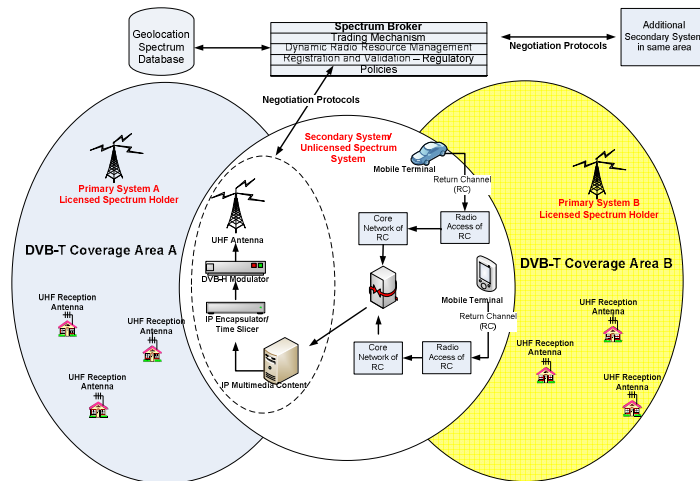 Geolocation
Spectrum
Database
Spectrum Broker
Trading Mechanism
Dynamic Radio Resource Management
Registration and Validation – Regulatory
Policies
Negotiation Protocols
Additional
Secondary System
in same area
Negotiation Protocols
Secondary System/
Unlicensed Spectrum
System
Primary System A
Licensed Spectrum Holder
DVB-T Coverage Area A
UHF Reception
Antenna
UHF Reception
Antenna
UHF Reception
Antenna
UHF Antenna
DVB-H Modulator
IP Encapsulator/
Time Slicer
IP Multimedia Content
Mobile Terminal
Return Channel
(RC)
Core
Network of
RC
Radio
Access of
RC
Mobile Terminal
Return Channel
(RC)
Core
Network of
RC
Radio
Access of
RC
Primary System B
Licensed Spectrum Holder
DVB-T Coverage Area B
UHF Reception
Antenna
UHF Reception
Antenna
UHF Reception
Antenna